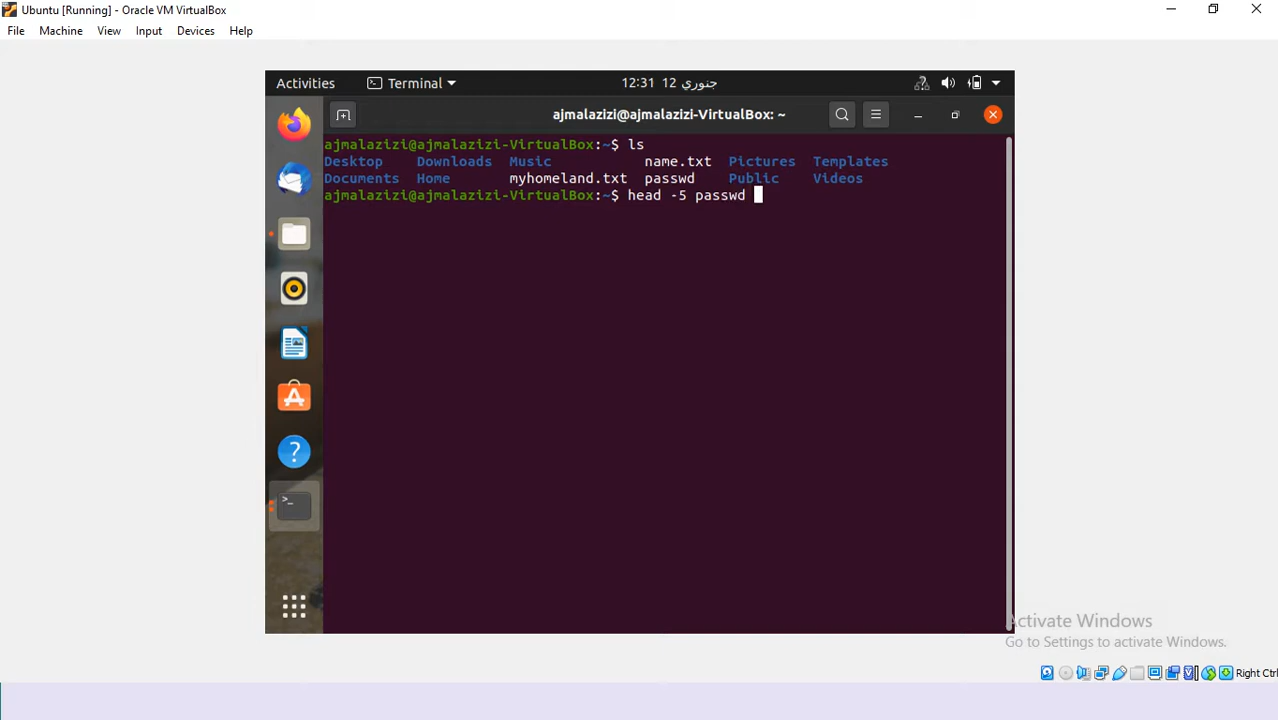 Ubuntu [Running] - Oracle VM VirtualBox
File Machine View Input Devices Help
Activities Terminal 12:31 12 جنوري
ajmalazizi@ajmalazizi-VirtualBox: ~
ajmalazizi@ajmalazizi-VirtualBox:~$ ls
Desktop Downloads Music name.txt Pictures Templates
Documents Home myhomeland.txt passwd Public Videos
ajmalazizi@ajmalazizi-VirtualBox:~$ head -5 passwd
Activate Windows
Go to Settings to activate Windows.
Right Ctrl